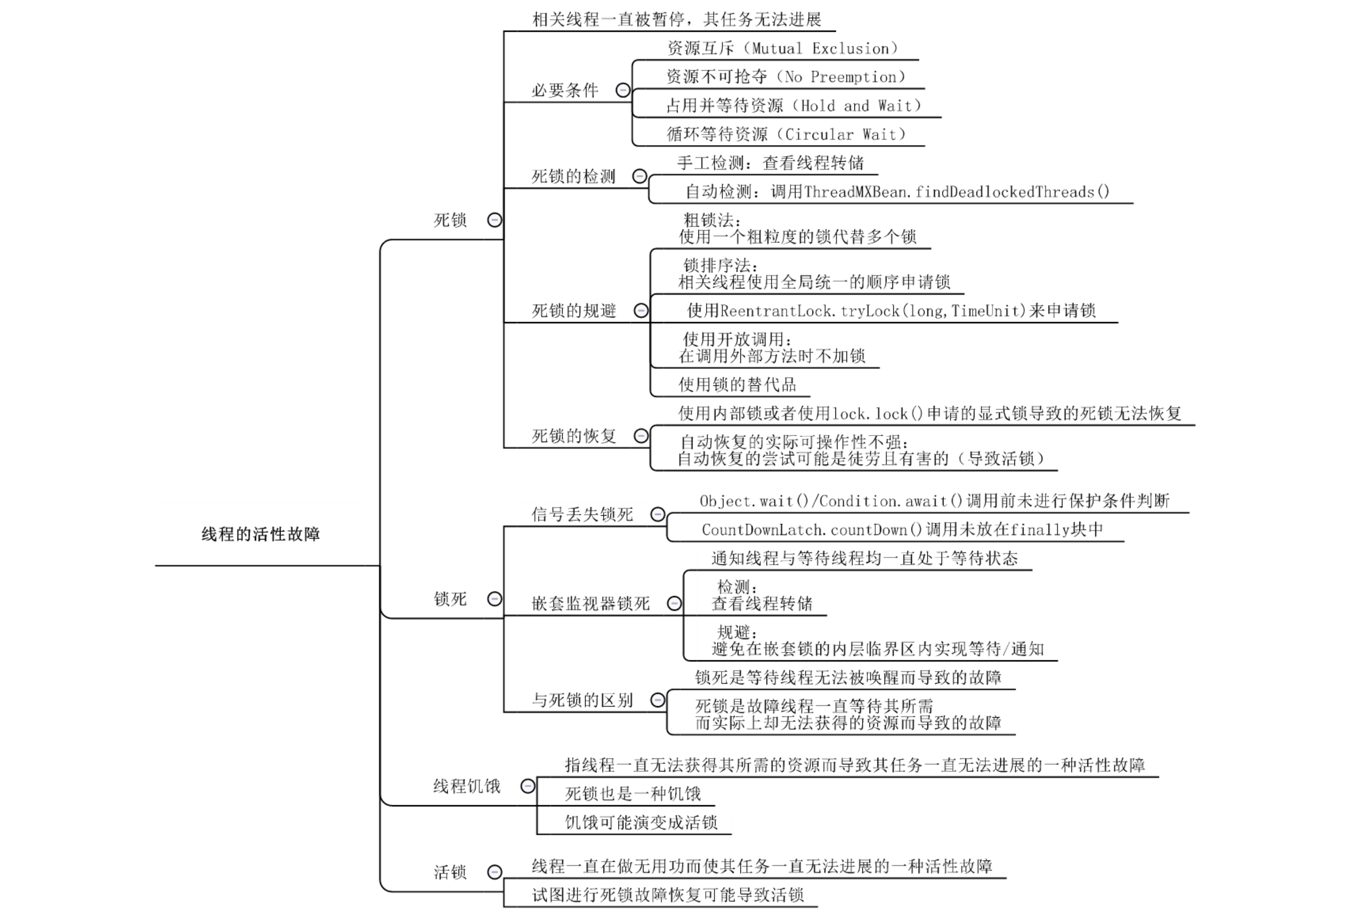 线程的活性故障
死锁
相关线程一直被暂停，其任务无法进展
必要条件
资源互斥（Mutual Exclusion）
资源不可抢夺（No Preemption）
占用并等待资源（Hold and Wait）
循环等待资源（Circular Wait）
死锁的检测
手工检测：查看线程转储
自动检测：调用ThreadMXBean.findDeadlockedThreads()
死锁的规避
粗锁法：
使用一个粗粒度的锁代替多个锁
锁排序法：
相关线程使用全局统一的顺序申请锁
使用ReentrantLock.tryLock(long,TimeUnit)来申请锁
使用开放调用：
在调用外部方法时不加锁
使用锁的替代品
死锁的恢复
使用内部锁或者使用lock.lock()申请的显式锁导致的死锁无法恢复
自动恢复的实际可操作性不强：
自动恢复的尝试可能是徒劳且有害的（导致活锁）
锁死
信号丢失锁死
Object.wait()/Condition.await()调用前未进行保护条件判断
CountDownLatch.countDown()调用未放在finally块中
嵌套监视器锁死
通知线程与等待线程均一直处于等待状态
检测：
查看线程转储
规避：
避免在嵌套锁的内层临界区内实现等待/通知
与死锁的区别
锁死是等待线程无法被唤醒而导致的故障
死锁是故障线程一直等待其所需
而实际上却无法获得的资源而导致的故障
线程饥饿
指线程一直无法获得其所需的资源而导致其任务一直无法进展的一种活性故障
死锁也是一种饥饿
饥饿可能演变成活锁
活锁
线程一直在做无用功而使其任务一直无法进展的一种活性故障
试图进行死锁故障恢复可能导致活锁